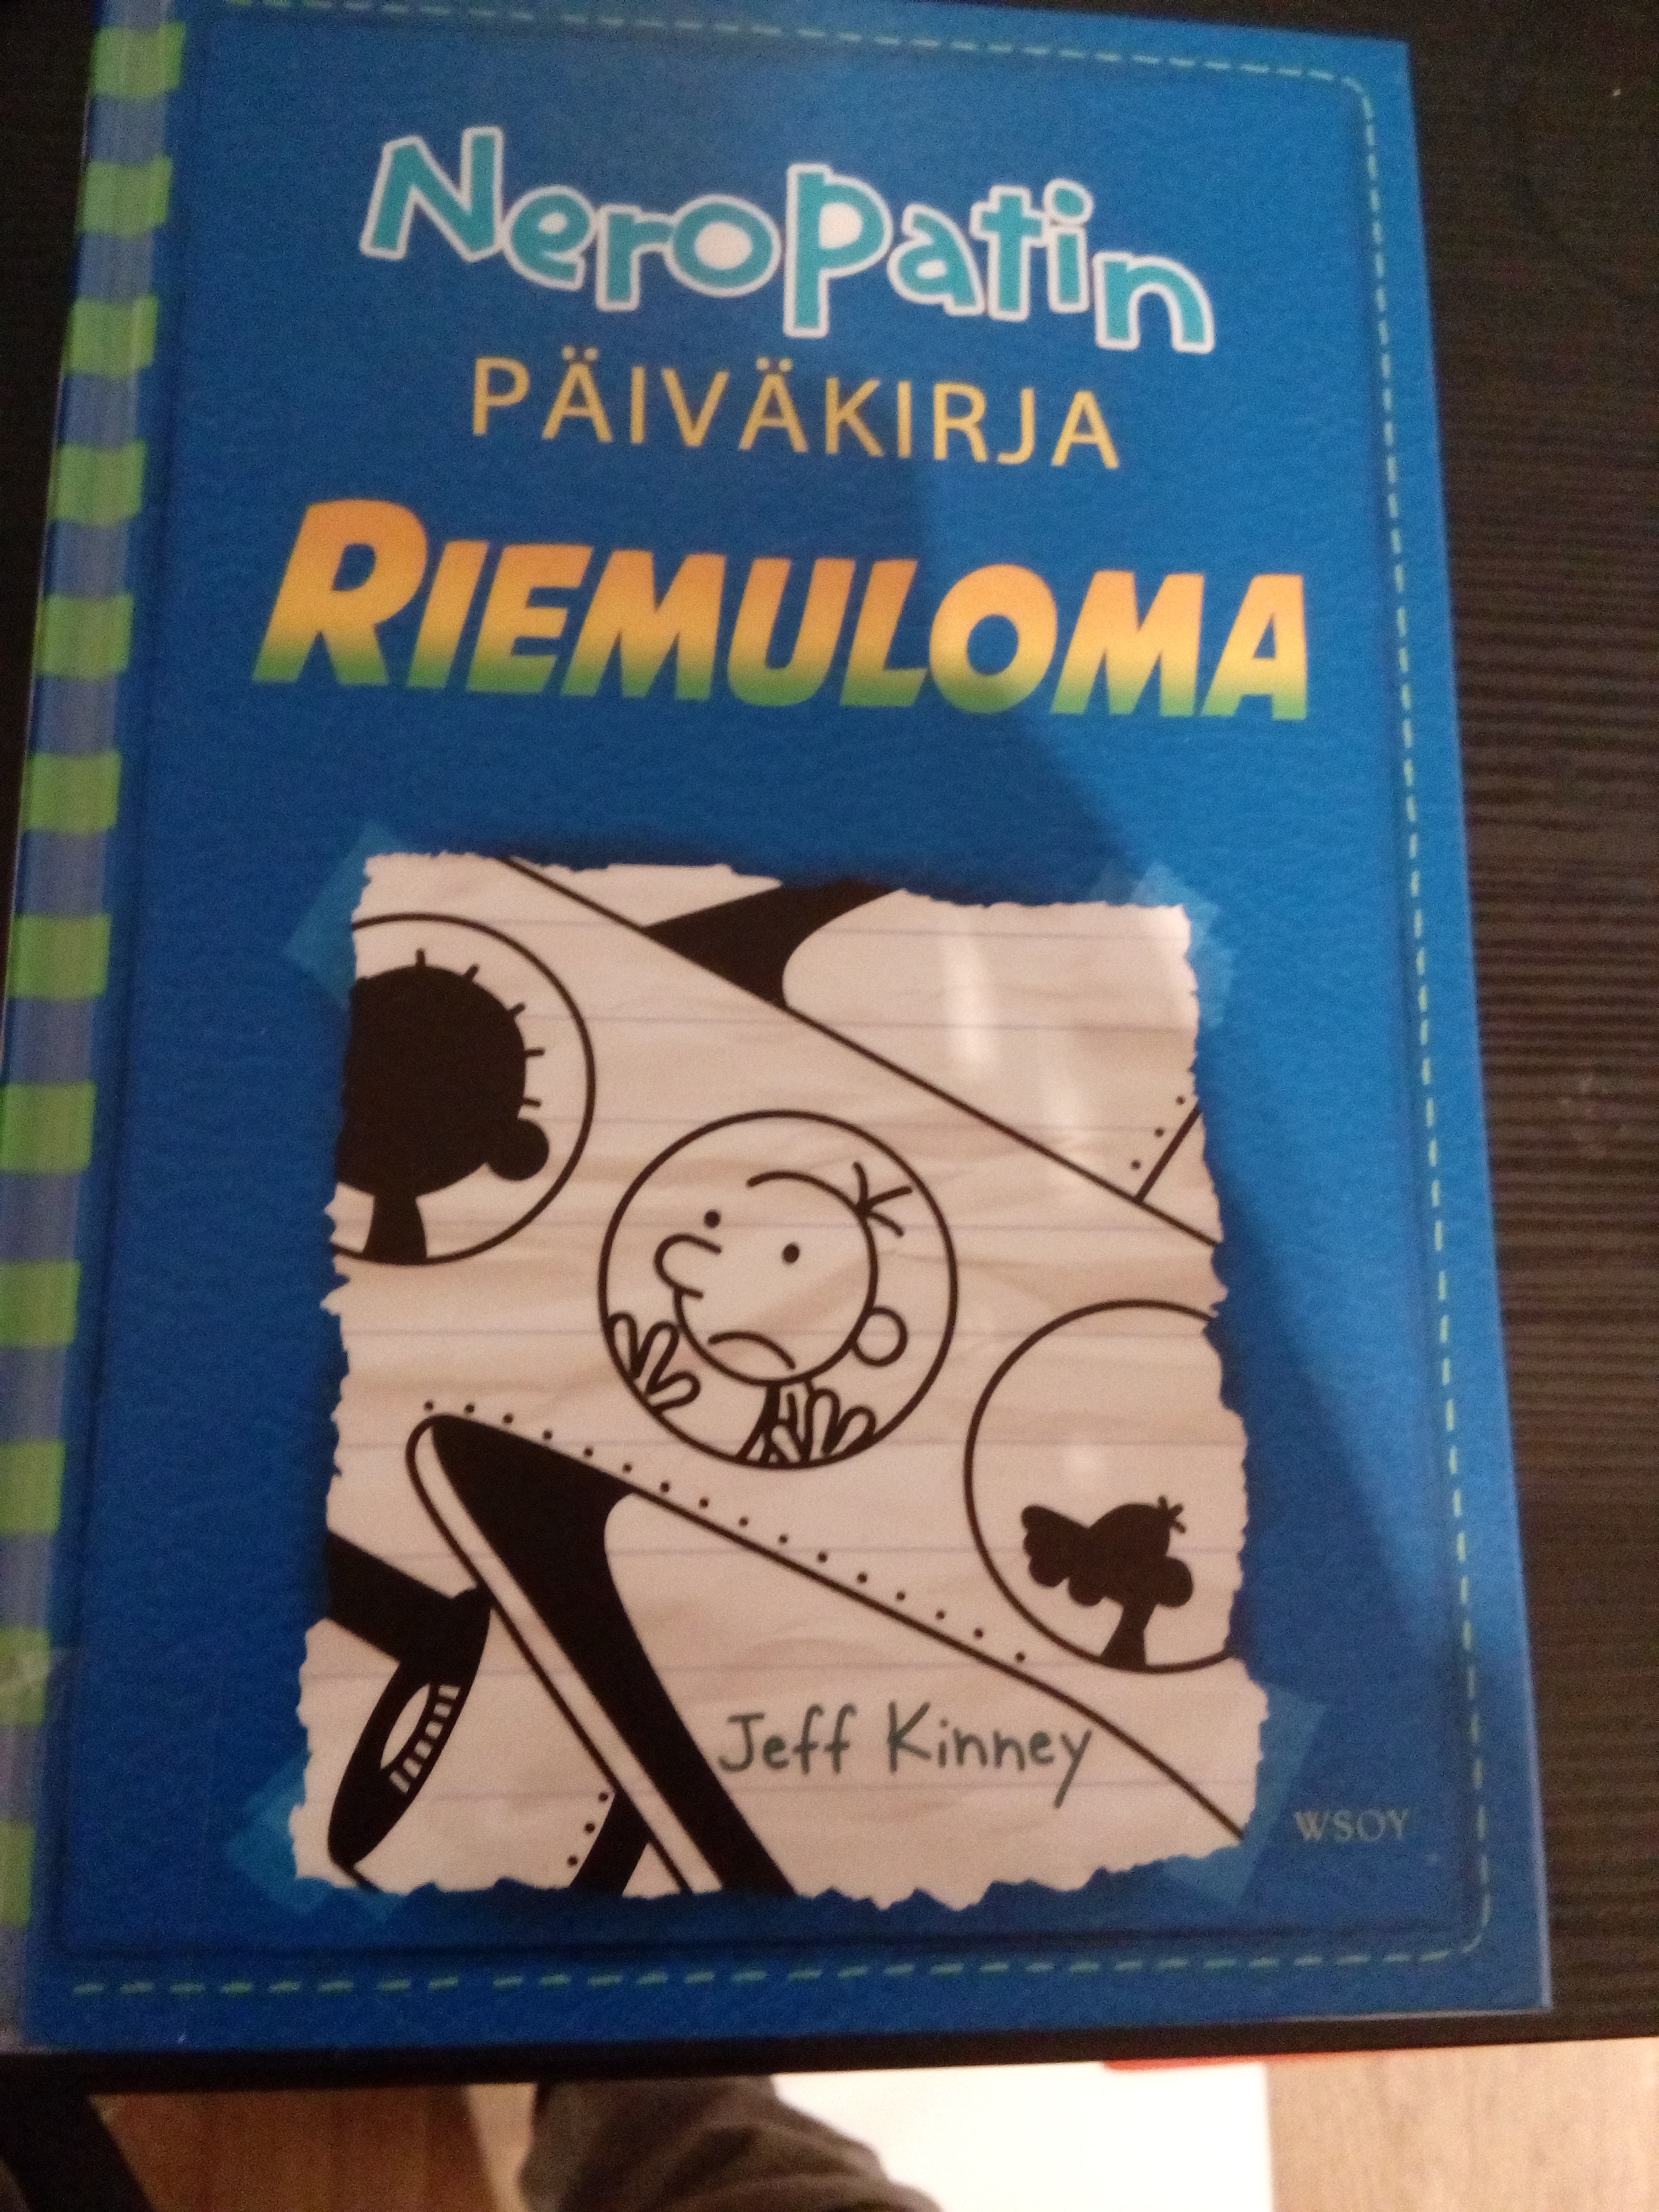 Neropatin
PÄIVÄKIRJA
RIEMULOMA
Jeff Kinney
WSOY